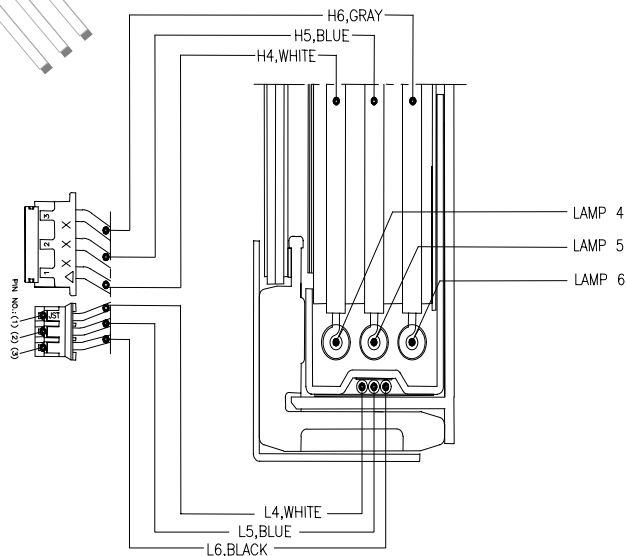 H6,GRAY
H5,BLUE
H4,WHITE
LAMP 4
LAMP 5
LAMP 6
3
2
1
X X X
JST
PIN NO.:(1) (2) (3)
L4,WHITE
L5,BLUE
L6,BLACK